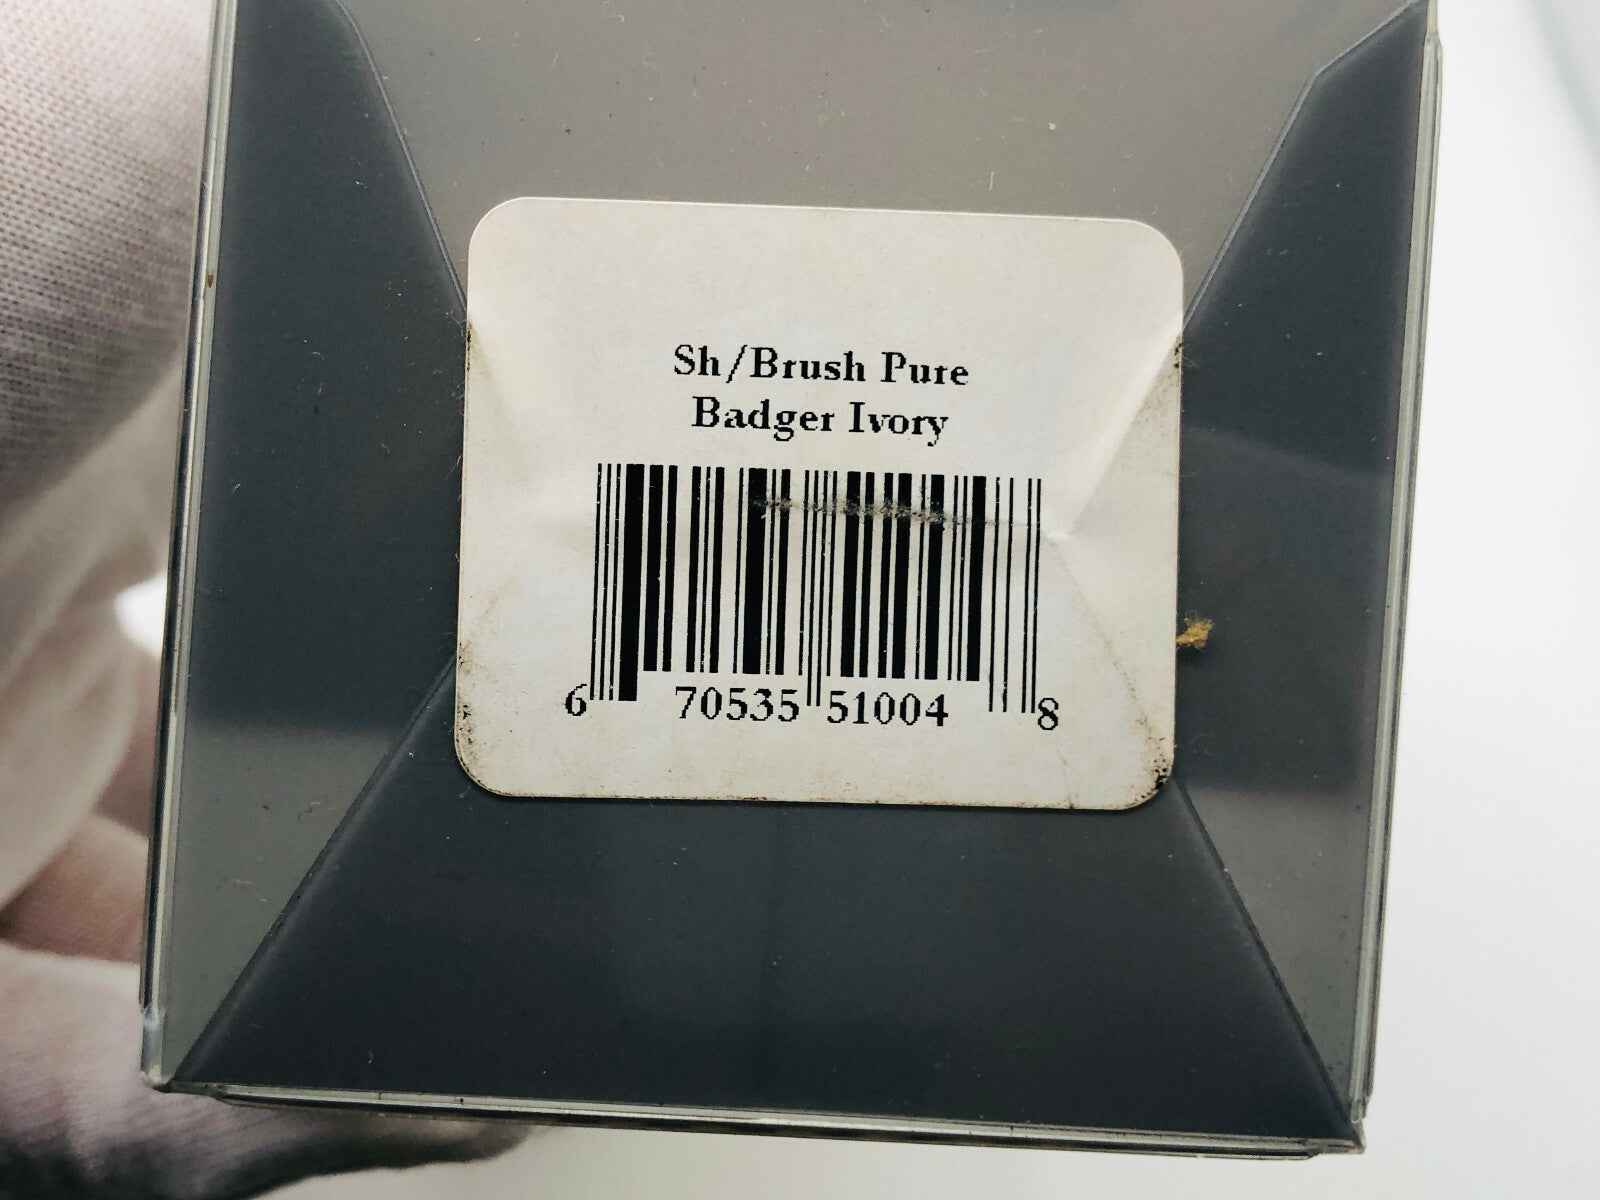 Sh/Brush Pure
Badger Ivory
6 70535 51004 8